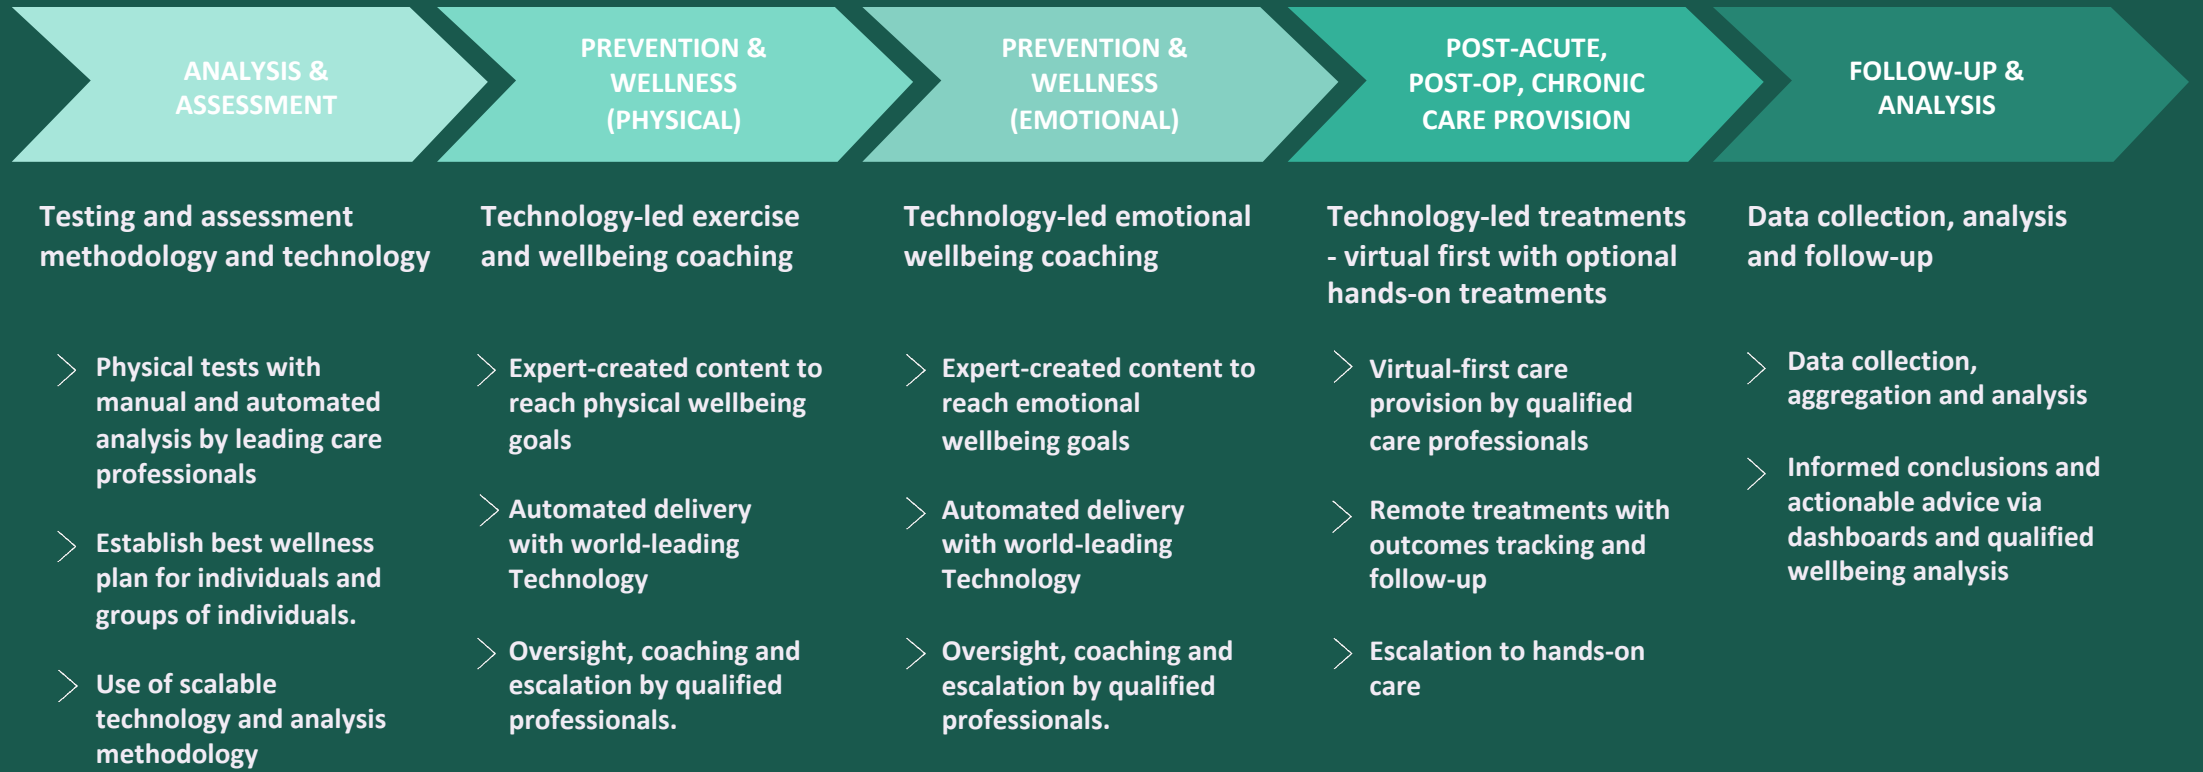 ANALYSIS &
ASSESSMENT
PREVENTION &
WELLNESS
(PHYSICAL)
PREVENTION &
WELLNESS
(EMOTIONAL)
POST-ACUTE,
POST-OP, CHRONIC
CARE PROVISION
FOLLOW-UP &
ANALYSIS
Testing and assessment
methodology and technology
Physical tests with
manual and automated
analysis by leading care
professionals
Establish best wellness
plan for individuals and
groups of individuals.
Use of scalable
technology and analysis
methodology
Technology-led exercise
and wellbeing coaching
Expert-created content to
reach physical wellbeing
goals
Automated delivery
with world-leading
Technology
Oversight, coaching and
escalation by qualified
professionals.
Technology-led emotional
wellbeing coaching
Expert-created content to
reach emotional
wellbeing goals
Automated delivery
with world-leading
Technology
Oversight, coaching and
escalation by qualified
professionals.
Technology-led treatments
- virtual first with optional
hands-on treatments
Virtual-first care
provision by qualified
care professionals
Remote treatments with
outcomes tracking and
follow-up
Escalation to hands-on
care
Data collection, analysis
and follow-up
Data collection,
aggregation and analysis
Informed conclusions and
actionable advice via
dashboards and qualified
wellbeing analysis